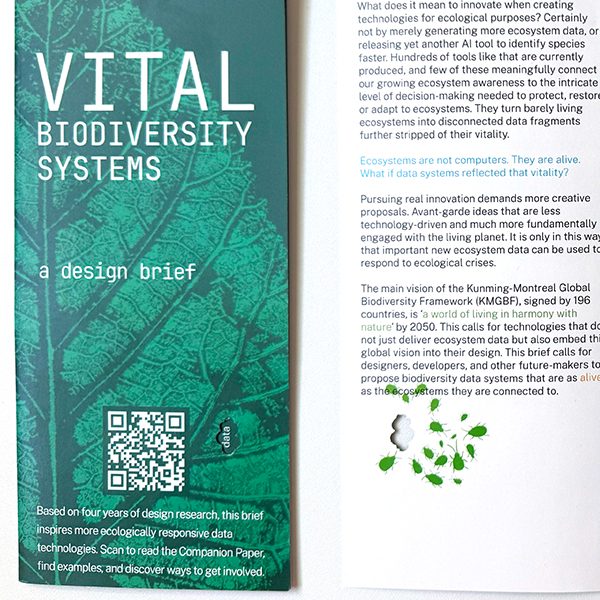 VITAL
BIODIVERSITY
SYSTEMS
a design brief
data
Based on four years of design research, this brief
inspires more ecologically responsive data
technologies. Scan to read the Companion Paper,
find examples, and discover ways to get involved.
What does it mean to innovate when creating
technologies for ecological purposes? Certainly
not by merely generating more ecosystem data, or
releasing yet another AI tool to identify species
faster. Hundreds of tools like that are currently
produced, and few of these meaningfully connect
our growing ecosystem awareness to the intricate
level of decision-making needed to protect, restore
or adapt to ecosystems. They turn barely living
ecosystems into disconnected data fragments
further stripped of their vitality.
Ecosystems are not computers. They are alive.
What if data systems reflected that vitality?
Pursuing real innovation demands more creative
proposals. Avant-garde ideas that are less
technology-driven and much more fundamentally
engaged with the living planet. It is only in this way
that important new ecosystem data can be used to
respond to ecological crises.
The main vision of the Kunming-Montreal Global
Biodiversity Framework (KMGBF), signed by 196
countries, is ‘a world of living in harmony with
nature’ by 2050. This calls for technologies that do
not just deliver ecosystem data but also embed this
global vision into their design. This brief calls for
designers, developers, and other future-makers to
propose biodiversity data systems that are as alive
as the ecosystems they are connected to.